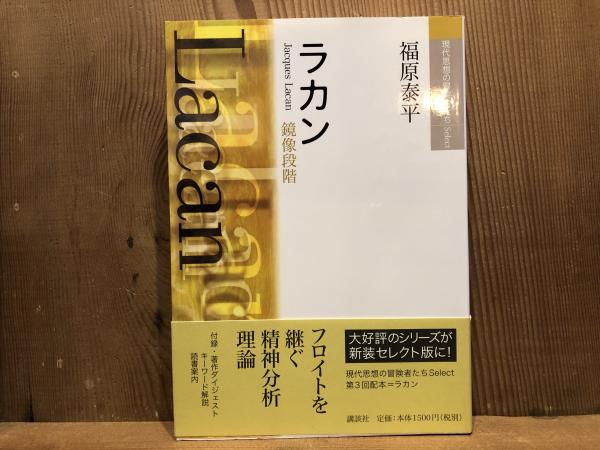 現代思想の冒険者たち Select
福原泰平
ラカン
Jacques Lacan
鏡像段階
Lacan
大好評のシリーズが
新装セレクト版に!
現代思想の冒険者たちSelect
第3回配本=ラカン
講談社 定価:本体1500円(税別)
フロイトを
継ぐ
精神分析
理論
付録・著作ダイジェスト
キーワード解説
読書案内